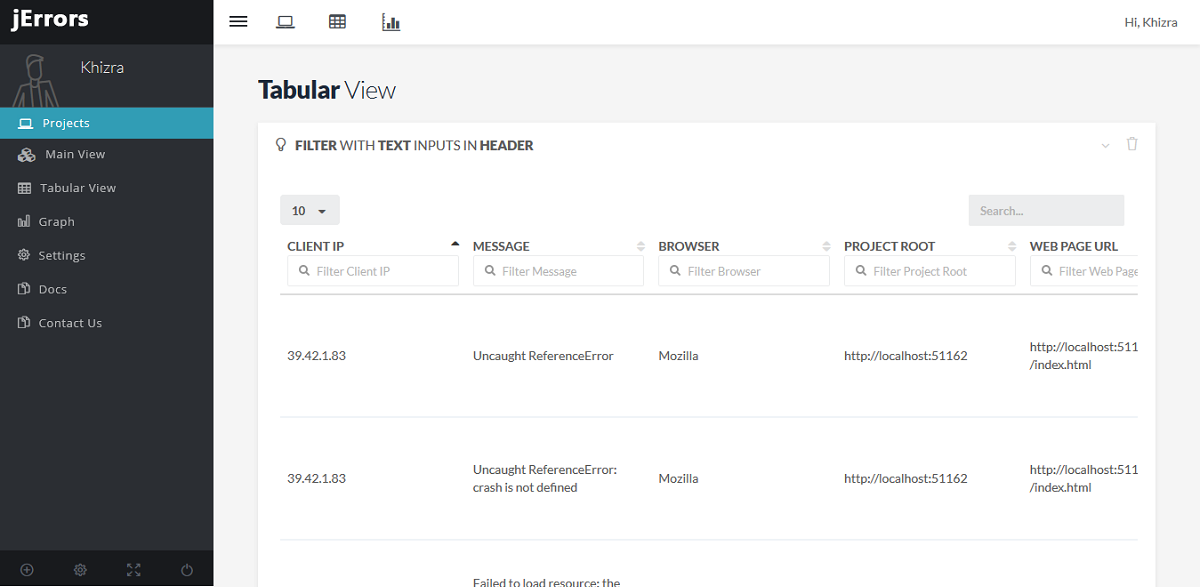 jErrors
Hi, Khizra
Khizra
Projects
Main View
Tabular View
Graph
Settings
Docs
Contact Us
Tabular View
FILTER WITH TEXT INPUTS IN HEADER
10
Search...
CLIENT IP MESSAGE BROWSER PROJECT ROOT WEB PAGE URL
Filter Client IP Filter Message Filter Browser Filter Project Root Filter Web Page
39.42.1.83 Uncaught ReferenceError Mozilla http://localhost:51162 http://localhost:511
/index.html
39.42.1.83 Uncaught ReferenceError: Mozilla http://localhost:51162 http://localhost:511
crash is not defined /index.html
Failed to load resource: the